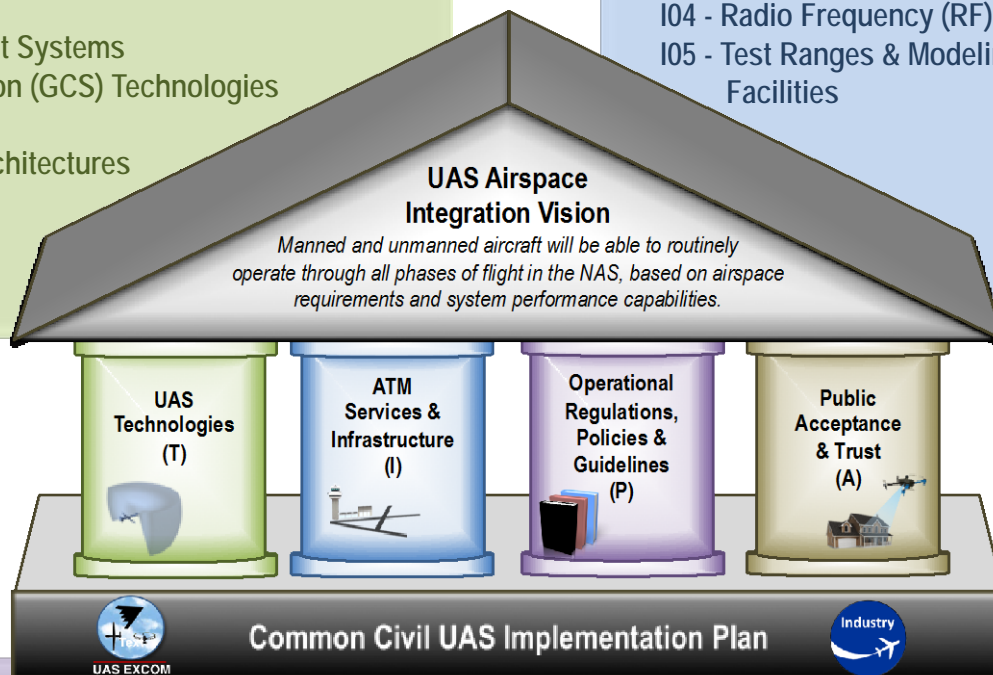 t Systems
on (GCS) Technologies
chitectures
I04 - Radio Frequency (RF)
I05 - Test Ranges & Modeli
Facilities
UAS Airspace
Integration Vision
Manned and unmanned aircraft will be able to routinely
operate through all phases of flight in the NAS, based on airspace
requirements and system performance capabilities.
UAS
Technologies
(T)
ATM
Services &
Infrastructure
(I)
Operational
Regulations,
Policies &
Guidelines
(P)
Public
Acceptance
& Trust
(A)
UAS EXCOM
Common Civil UAS Implementation Plan
Industry